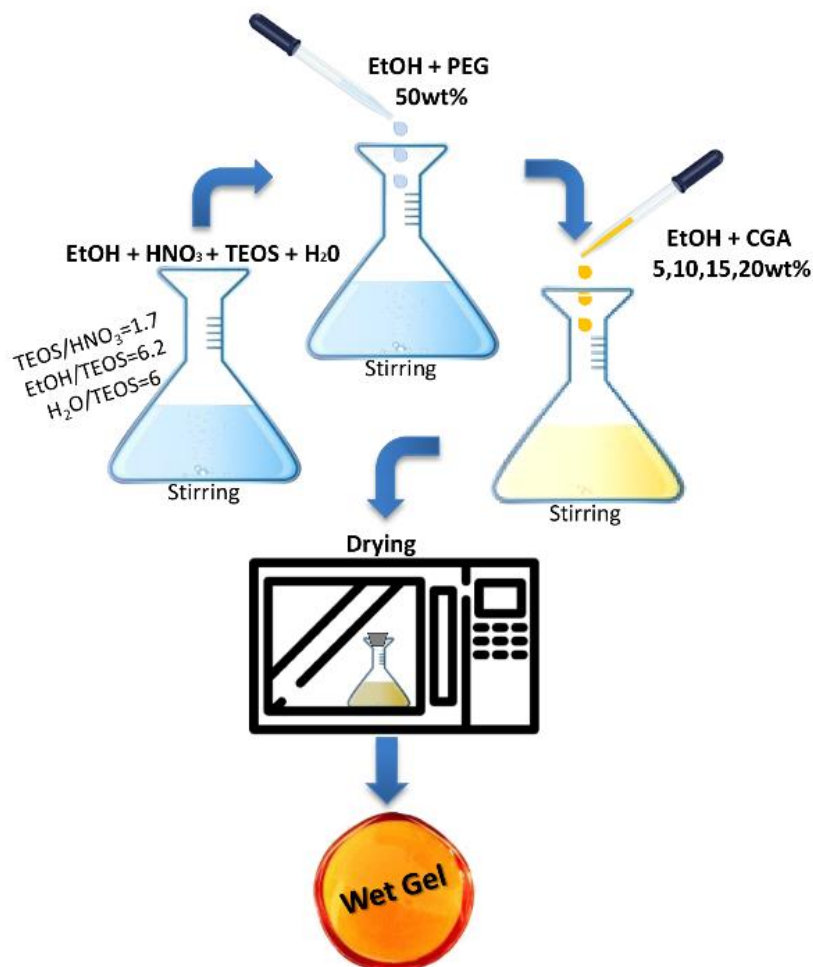 EtOH + PEG
50wt%
EtOH + CGA
5,10,15,20wt%
EtOH + HNO₃ + TEOS + H₂0
TEOS/HNO₃=1.7
EtOH/TEOS=6.2
H₂O/TEOS=6
Stirring
Stirring
Stirring
Drying
Wet Gel